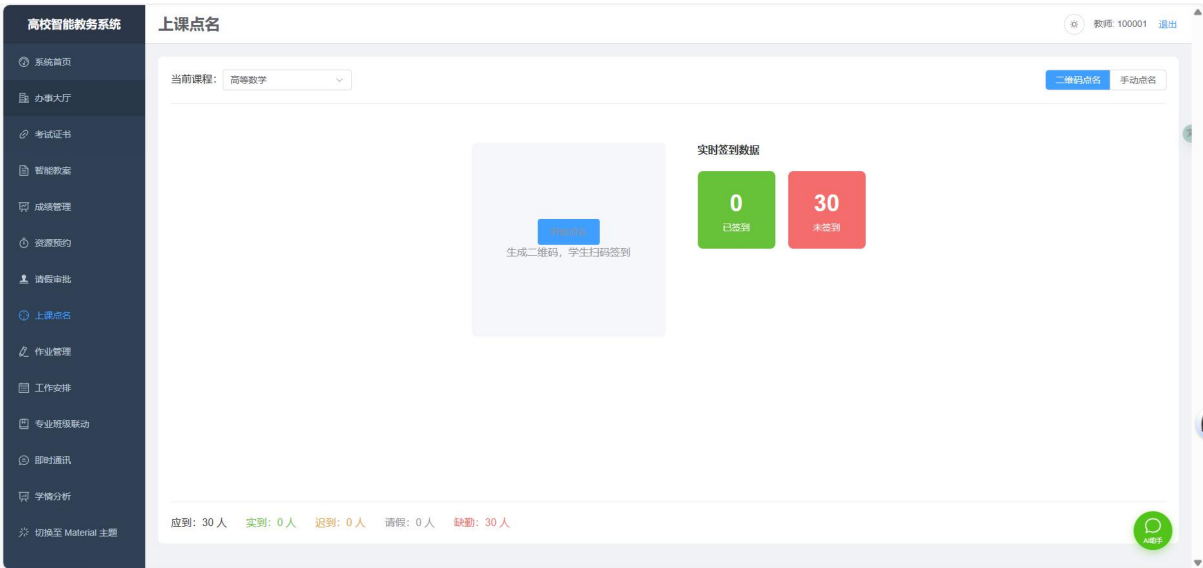 高校智能教务系统
上课点名
教师: 100001 退出
系统首页
办事大厅
考试证书
智能教案
成绩管理
资源预约
请假审批
上课点名
作业管理
工作安排
专业班级联动
即时通讯
学情分析
切换至 Material 主题
当前课程: 高等数学
二维码点名 手动点名
开始点名
生成二维码，学生扫码签到
实时签到数据
0
已签到
30
未签到
应到: 30 人 实到: 0 人 迟到: 0 人 请假: 0 人 缺勤: 30 人
AI助手